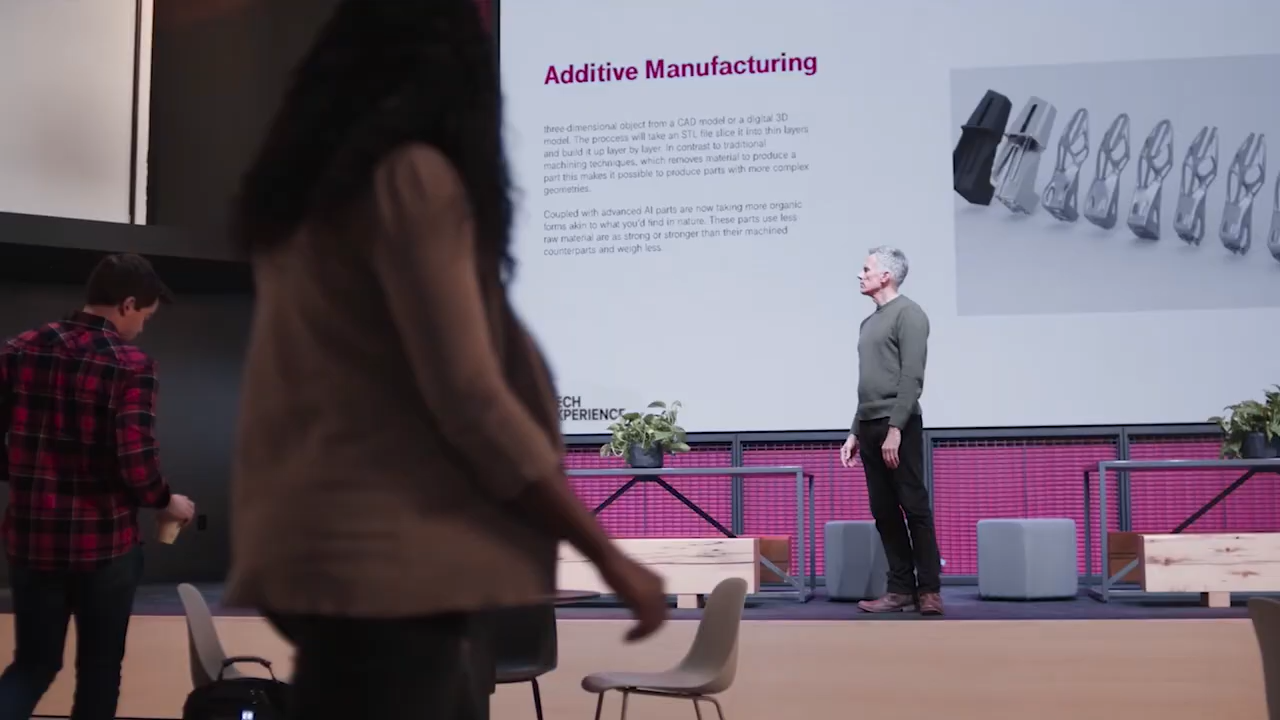 Additive Manufacturing
three-dimensional object from a CAD model or a digital 3D
model. The proccess will take an STL file slice it into thin layers
and build it up layer by layer. In contrast to traditional
machining techniques, which removes material to produce a
part this makes it possible to produce parts with more complex
geometries.
Coupled with advanced AI parts are now taking more organic
forms akin to what you'd find in nature. These parts use less
raw material are as strong or stronger than their machined
counterparts and weigh less.
ECH
XPERIENCE